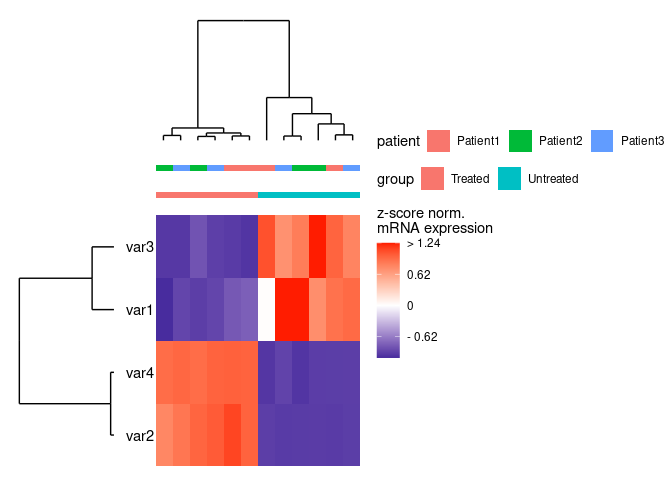 patient Patient1 Patient2 Patient3
group Treated Untreated
z-score norm.
mRNA expression
> 1.24
0.62
0
- 0.62
var3
var1
var4
var2